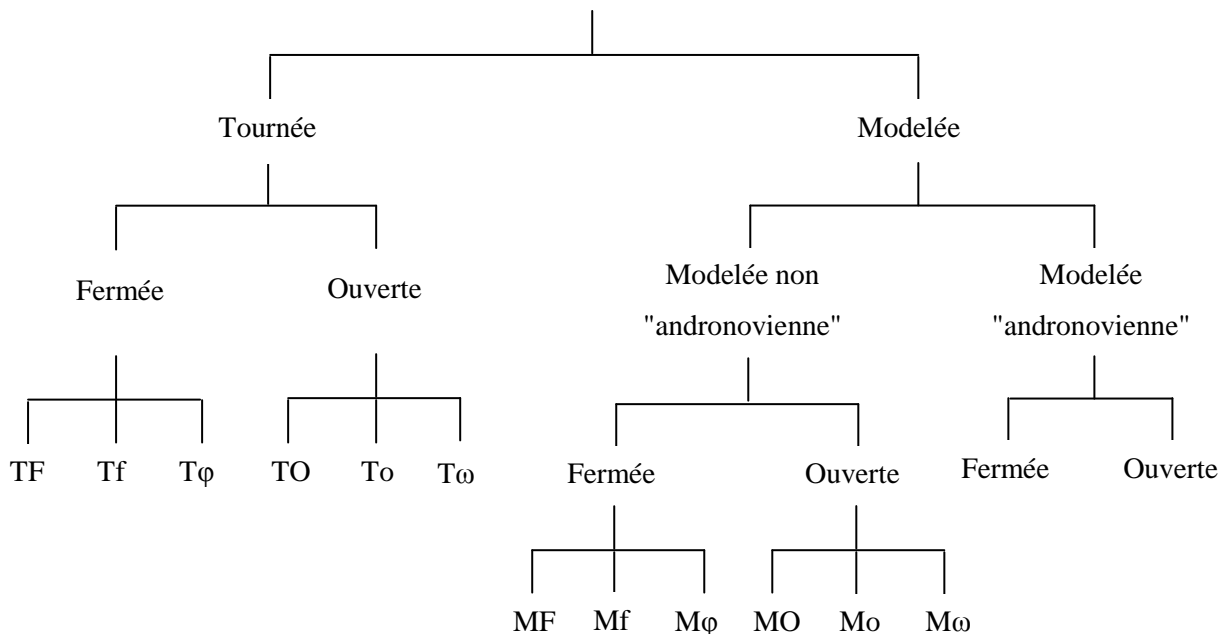 Tournée Modelée
Fermée Ouverte Modelée non Modelée
"andronovienne" "andronovienne"
TF Tf Tφ TO To Tω Fermée Ouverte Fermée Ouverte
MF Mf Mφ MO Mo Mω